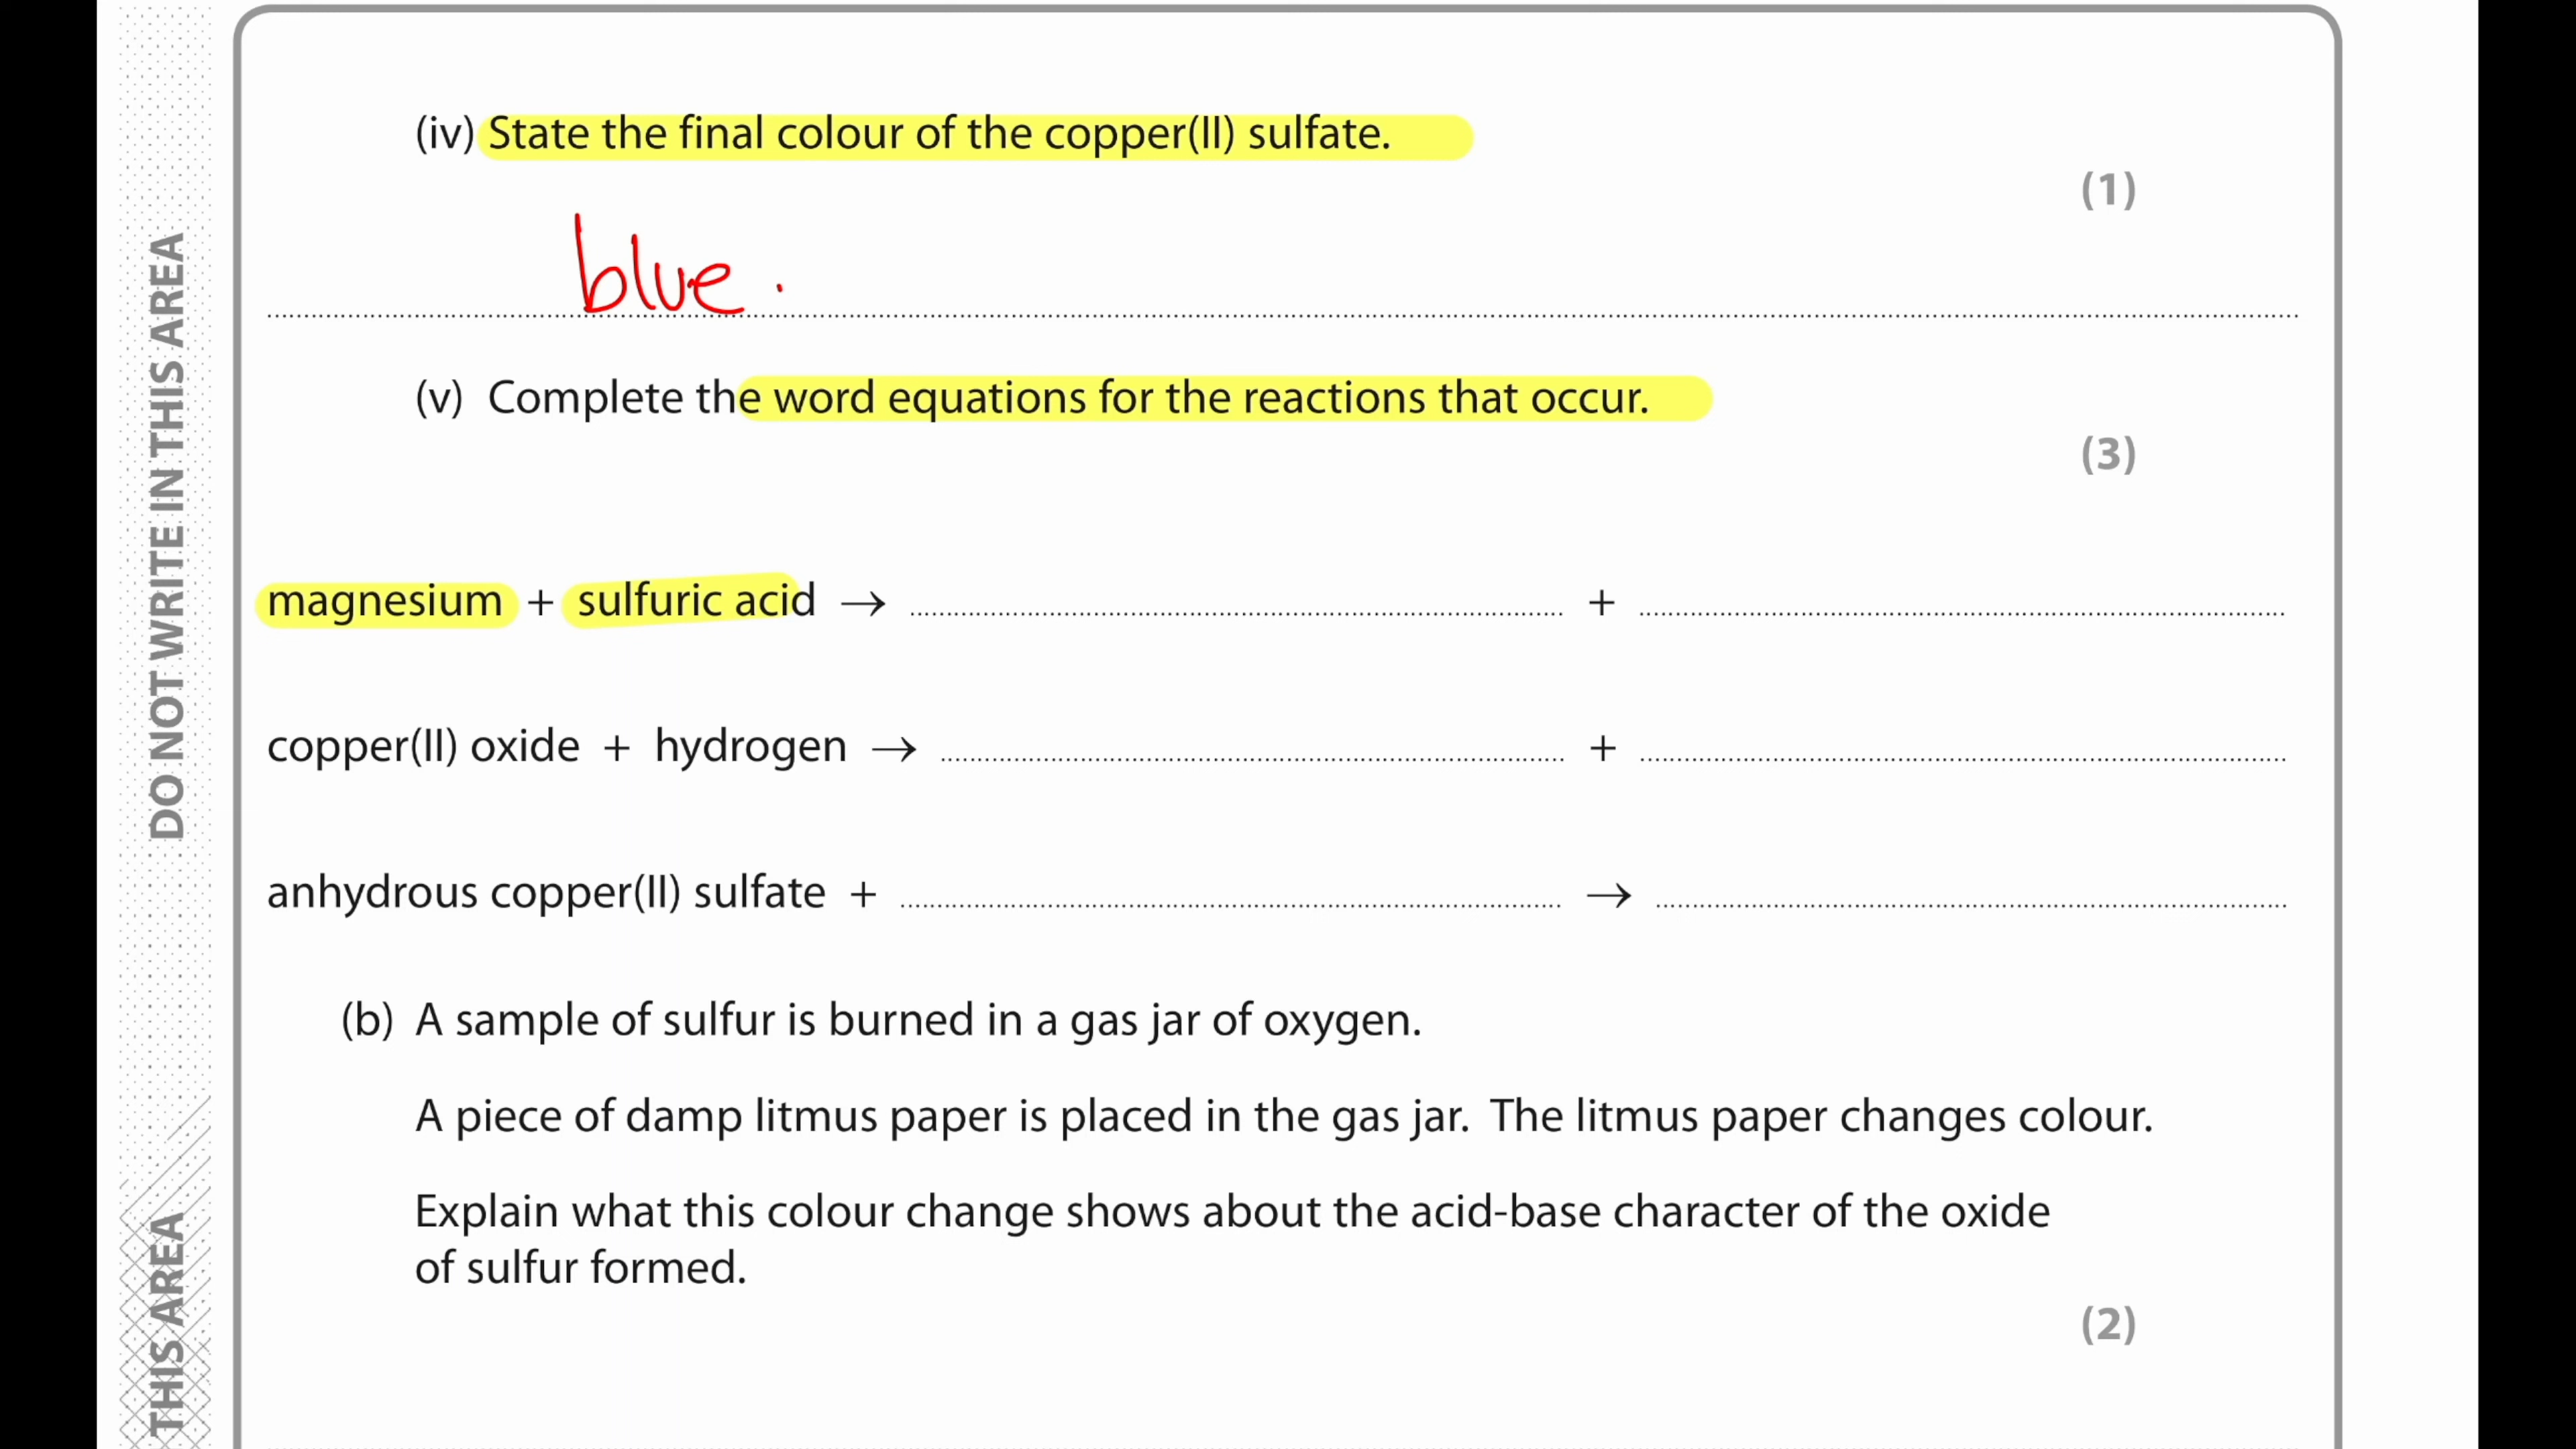 (iv) State the final colour of the copper(II) sulfate.
(1)
blue.
(v) Complete the word equations for the reactions that occur.
(3)
magnesium + sulfuric acid → ........ + ........
copper(II) oxide + hydrogen → ........ + ........
anhydrous copper(II) sulfate + ........ → ........
(b) A sample of sulfur is burned in a gas jar of oxygen.
A piece of damp litmus paper is placed in the gas jar. The litmus paper changes colour.
Explain what this colour change shows about the acid-base character of the oxide
of sulfur formed.
(2)
DO NOT WRITE IN THIS AREA
THIS AREA